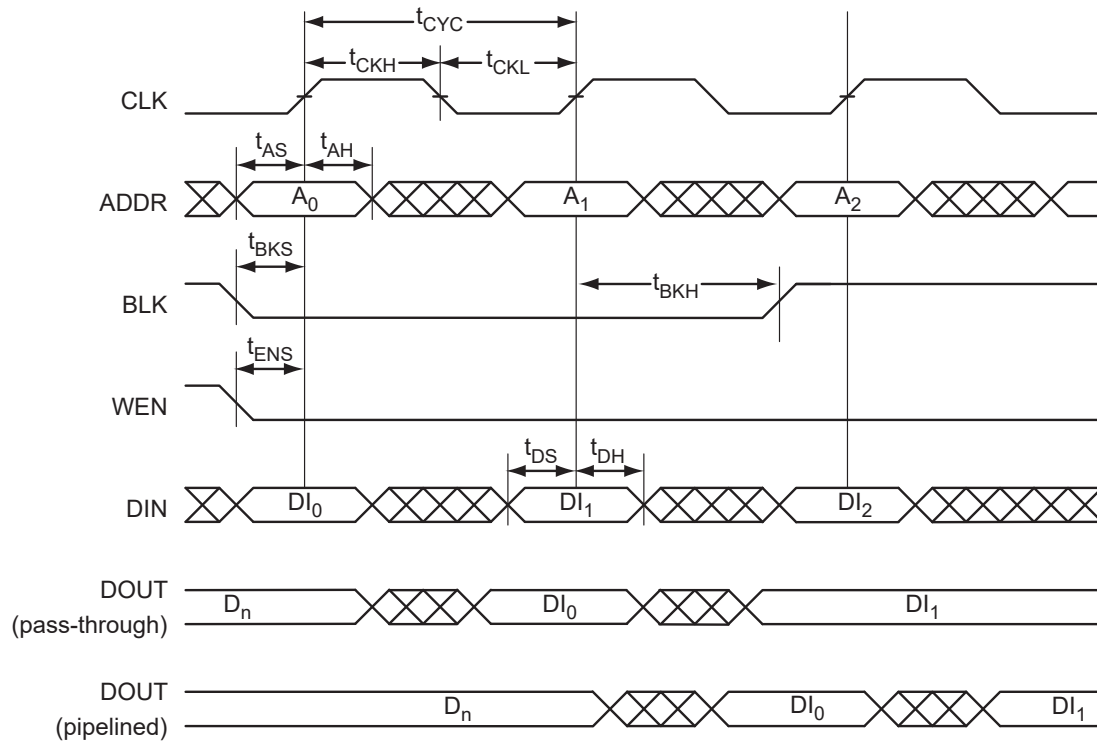 tCYC
tCKH tCKL
CLK
tAS tAH
ADDR A0 A1 A2
tBKS
tBKH
BLK
tENS
WEN
tDS tDH
DIN DI0 DI1 DI2
DOUT
(pass-through)
Dn DI0 DI1
DOUT
(pipelined)
Dn DI0 DI1